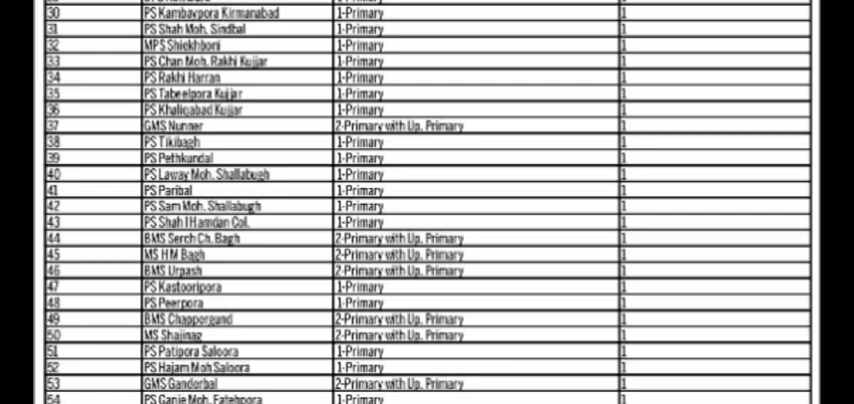 30 PS Kambavpora Kirmanabad 1-Primary 1
31 PS Shah Moh. Sindbal 1-Primary 1
32 MPS Shiekhboni 1-Primary 1
33 PS Chan Moh. Rakhi Kujjar 1-Primary 1
34 PS Rakhi Harran 1-Primary 1
35 PS Tabeelpora Kujjar 1-Primary 1
36 PS Khaliqabad Kujjar 1-Primary 1
37 GMS Nunner 2-Primary with Up. Primary 1
38 PS Tikibagh 1-Primary 1
39 PS Pethkundal 1-Primary 1
40 PS Laway Moh. Shallabugh 1-Primary 1
41 PS Paribal 1-Primary 1
42 PS Sam Moh. Shallabugh 1-Primary 1
43 PS Shah I Hamdan Col. 1-Primary 1
44 BMS Serch Ch. Bagh 2-Primary with Up. Primary 1
45 MS H M Bagh 2-Primary with Up. Primary 1
46 BMS Urpash 2-Primary with Up. Primary 1
47 PS Kastooripora 1-Primary 1
48 PS Peerpora 1-Primary 1
49 BMS Chappergund 2-Primary with Up. Primary 1
50 MS Shajinag 2-Primary with Up. Primary 1
51 PS Patipora Saloora 1-Primary 1
52 PS Hajam Moh Saloora 1-Primary 1
53 GMS Ganderbal 2-Primary with Up. Primary 1
54 PS Ganie Moh. Fatehpora 1-Primary 1